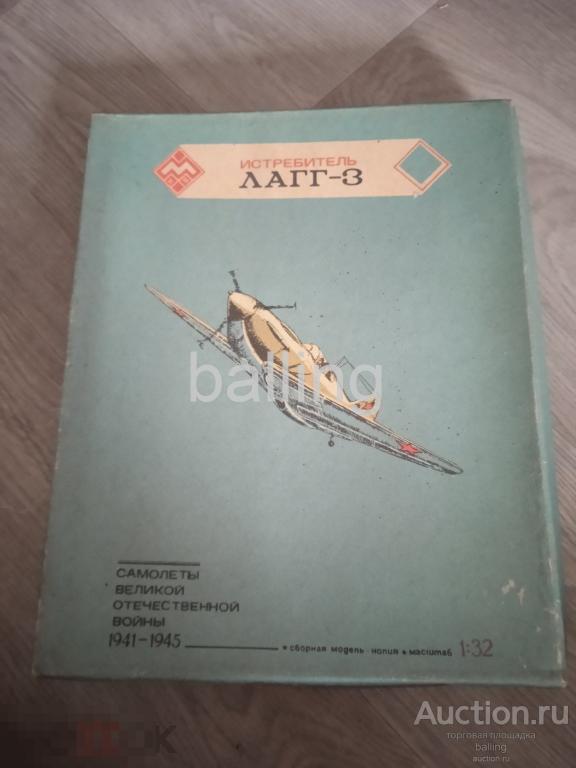 ИСТРЕБИТЕЛЬ
ЛАГГ-3
balling
САМОЛЕТЫ
ВЕЛИКОЙ
ОТЕЧЕСТВЕННОЙ
ВОЙНЫ
1941-1945
• сборная модель-копия • масштаб 1:32
Auction.ru
торговая площадка
balling
auction.ru